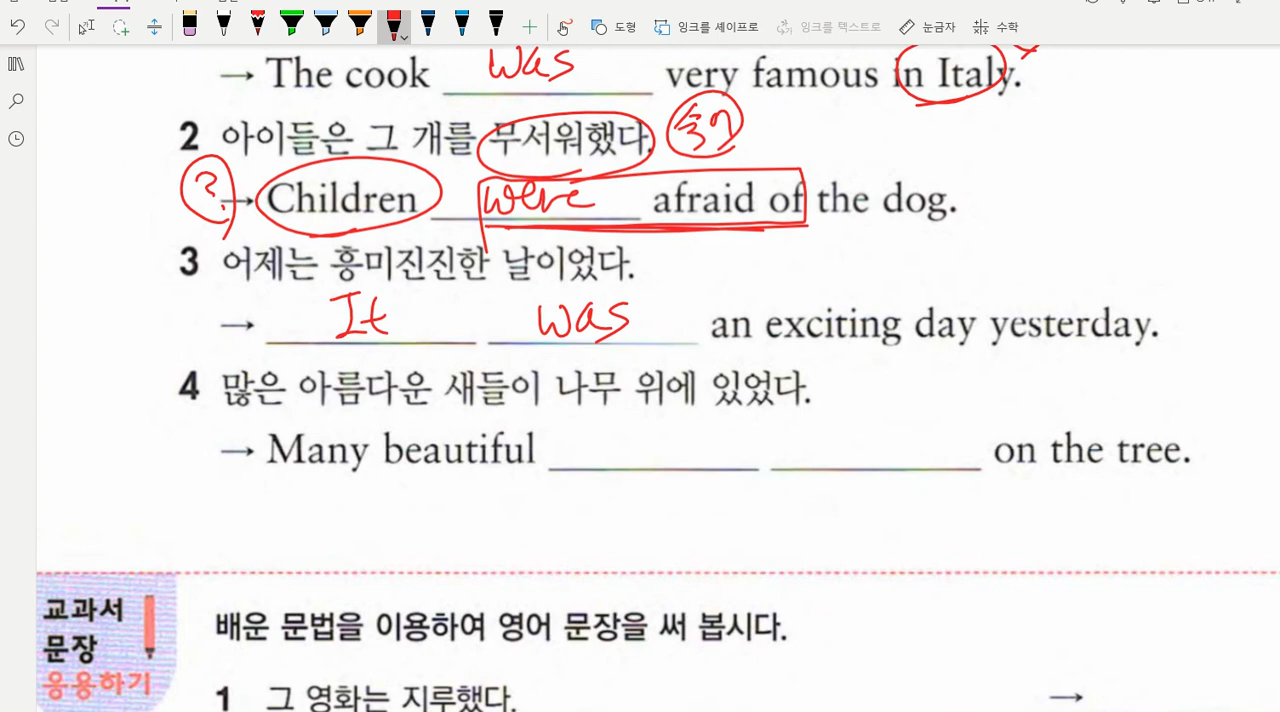 도형 잉크를 셰이프로 잉크를 텍스트로 눈금자 수학
→ The cook was very famous in Italy.
2 아이들은 그 개를 무서워했다.
? → Children were afraid of the dog.
3 어제는 흥미진진한 날이었다.
→ It was an exciting day yesterday.
4 많은 아름다운 새들이 나무 위에 있었다.
→ Many beautiful on the tree.
교과서
문장
응용하기
배운 문법을 이용하여 영어 문장을 써 봅시다.
1 그 영화는 지루했다. →